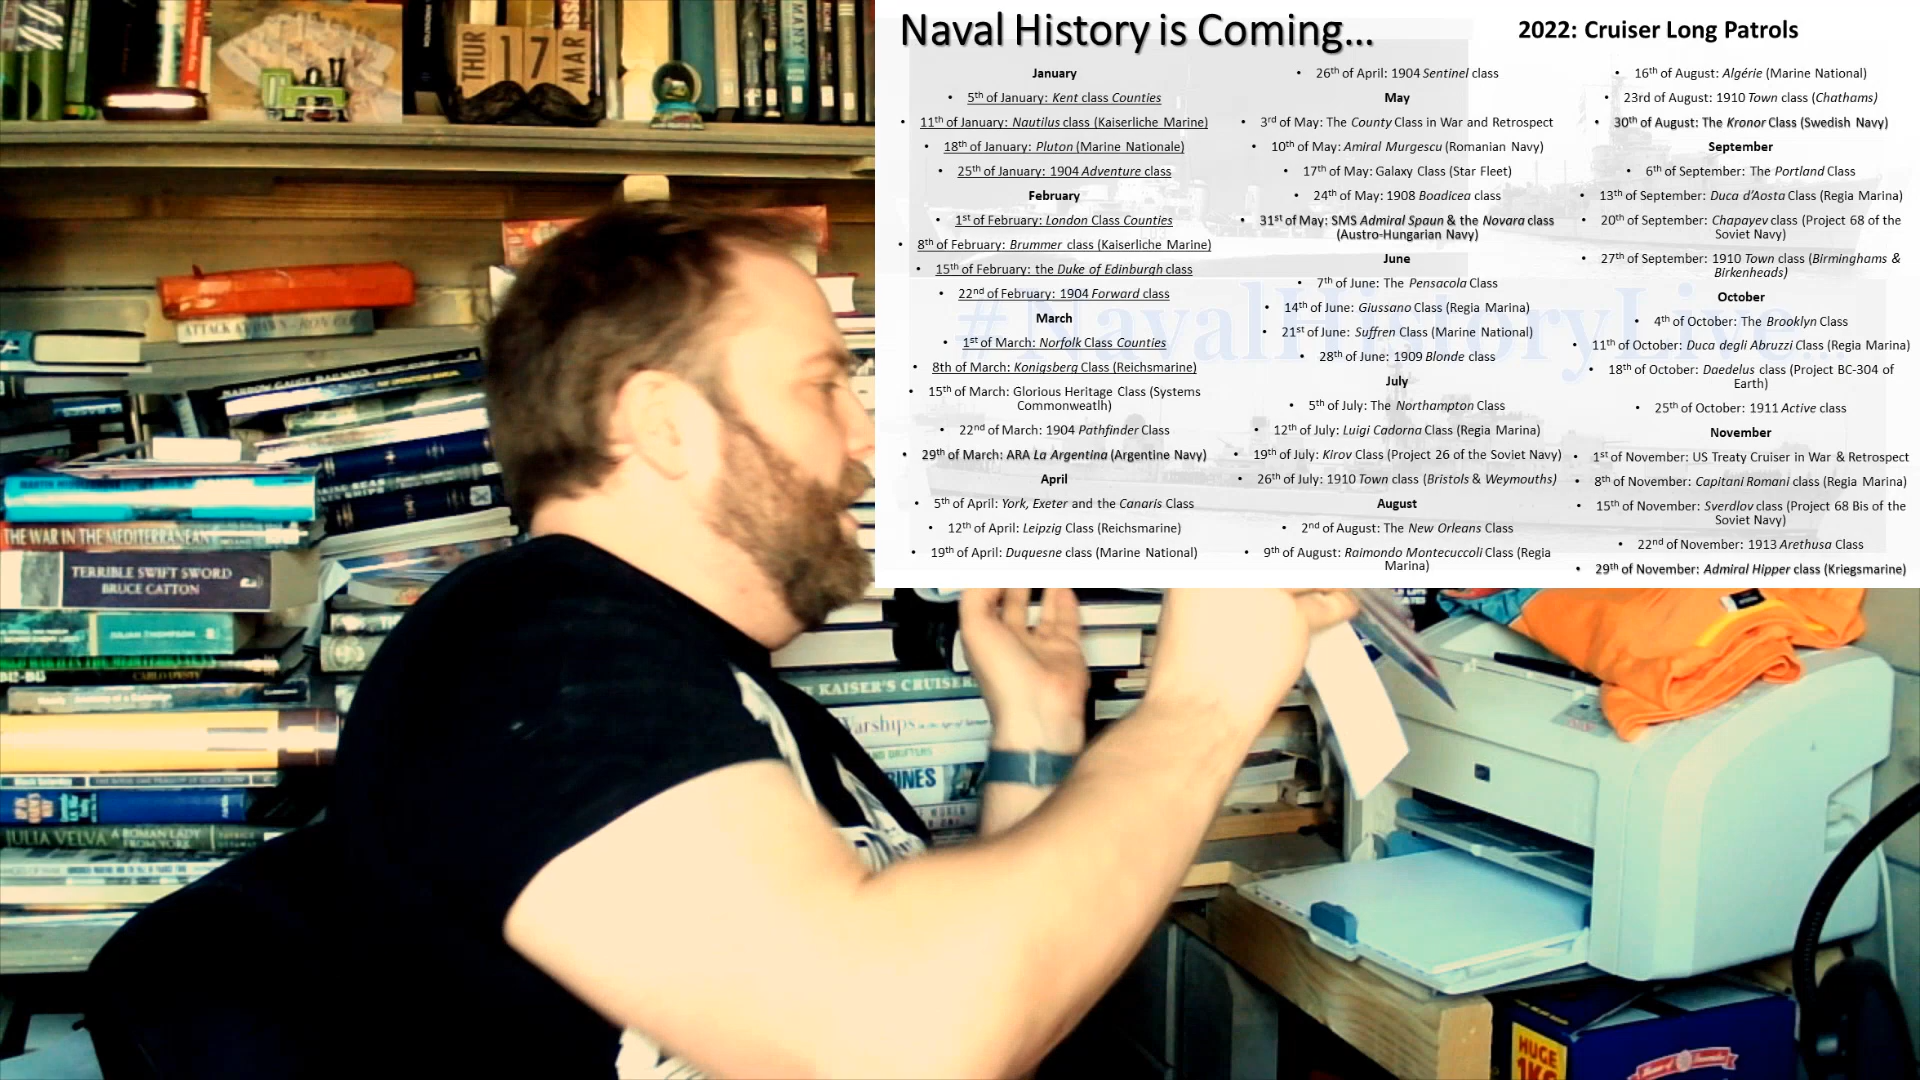 Naval History is Coming...
2022: Cruiser Long Patrols
January
• 5th of January: Kent class Counties
• 11th of January: Nautilus class (Kaiserliche Marine)
• 18th of January: Pluton (Marine Nationale)
• 25th of January: 1904 Adventure class
February
• 1st of February: London Class Counties
• 8th of February: Brummer class (Kaiserliche Marine)
• 15th of February: the Duke of Edinburgh class
• 22nd of February: 1904 Forward class
March
• 1st of March: Norfolk Class Counties
• 8th of March: Konigsberg Class (Reichsmarine)
• 15th of March: Glorious Heritage Class (Systems
Commonweatlh)
• 22nd of March: 1904 Pathfinder Class
• 29th of March: ARA La Argentina (Argentine Navy)
April
• 5th of April: York, Exeter and the Canaris Class
• 12th of April: Leipzig Class (Reichsmarine)
• 19th of April: Duquesne class (Marine National)
• 26th of April: 1904 Sentinel class
May
• 3rd of May: The County Class in War and Retrospect
• 10th of May: Amiral Murgescu (Romanian Navy)
• 17th of May: Galaxy Class (Star Fleet)
• 24th of May: 1908 Boadicea class
• 31st of May: SMS Admiral Spaun & the Novara class
(Austro-Hungarian Navy)
June
• 7th of June: The Pensacola Class
• 14th of June: Giussano Class (Regia Marina)
• 21st of June: Suffren Class (Marine National)
• 28th of June: 1909 Blonde class
July
• 5th of July: The Northampton Class
• 12th of July: Luigi Cadorna Class (Regia Marina)
• 19th of July: Kirov Class (Project 26 of the Soviet Navy)
• 26th of July: 1910 Town class (Bristols & Weymouths)
August
• 2nd of August: The New Orleans Class
• 9th of August: Raimondo Montecuccoli Class (Regia
Marina)
• 16th of August: Algérie (Marine National)
• 23rd of August: 1910 Town class (Chathams)
• 30th of August: The Kronor Class (Swedish Navy)
September
• 6th of September: The Portland Class
• 13th of September: Duca d'Aosta Class (Regia Marina)
• 20th of September: Chapayev class (Project 68 of the
Soviet Navy)
• 27th of September: 1910 Town class (Birminghams &
Birkenheads)
October
• 4th of October: The Brooklyn Class
• 11th of October: Duca degli Abruzzi Class (Regia Marina)
• 18th of October: Daedelus class (Project BC-304 of
Earth)
• 25th of October: 1911 Active class
November
• 1st of November: US Treaty Cruiser in War & Retrospect
• 8th of November: Capitani Romani class (Regia Marina)
• 15th of November: Sverdlov class (Project 68 Bis of the
Soviet Navy)
• 22nd of November: 1913 Arethusa Class
• 29th of November: Admiral Hipper class (Kriegsmarine)
#NavalHistoryLive...
THUR 17 MAR
ATTACK AT DAWN
THE WAR IN THE MEDITERRANEAN
TERRIBLE SWIFT SWORD
BRUCE CATTON
JULIAN THOMPSON
JULIA VELVA A ROMAN LADY
FROM YORK
KAISER'S CRUISERS
Warships
AND DRIFTERS
HUGE
1KG